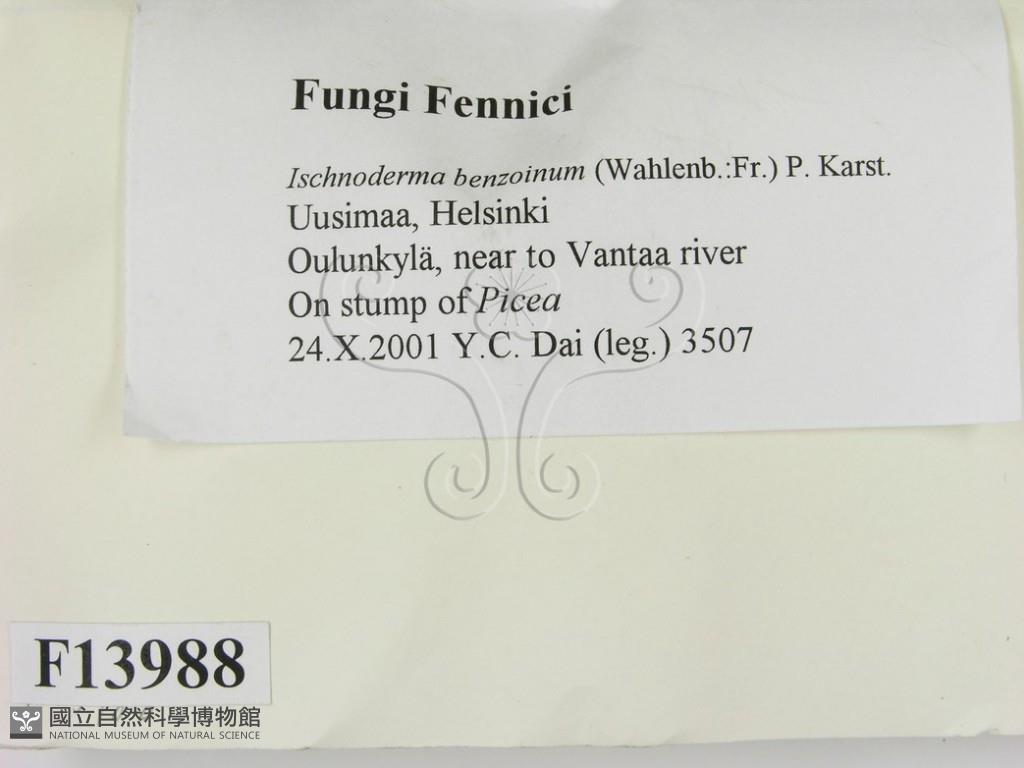 Fungi Fennici
Ischnoderma benzoinum (Wahlenb.:Fr.) P. Karst.
Uusimaa, Helsinki
Oulunkylä, near to Vantaa river
On stump of Picea
24.X.2001 Y.C. Dai (leg.) 3507
F13988
國立自然科學博物館
NATIONAL MUSEUM OF NATURAL SCIENCE